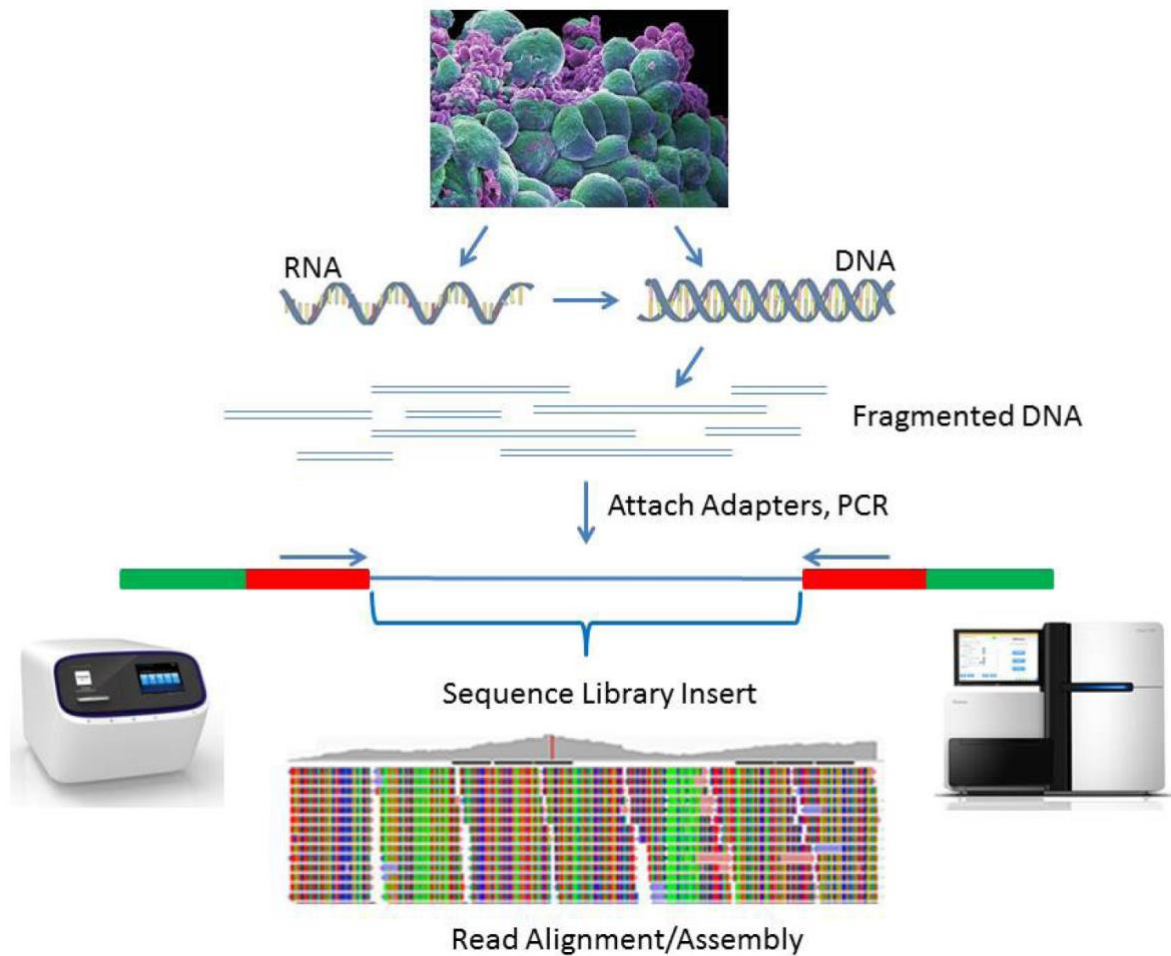 RNA
DNA
Fragmented DNA
Attach Adapters, PCR
Sequence Library Insert
Read Alignment/Assembly